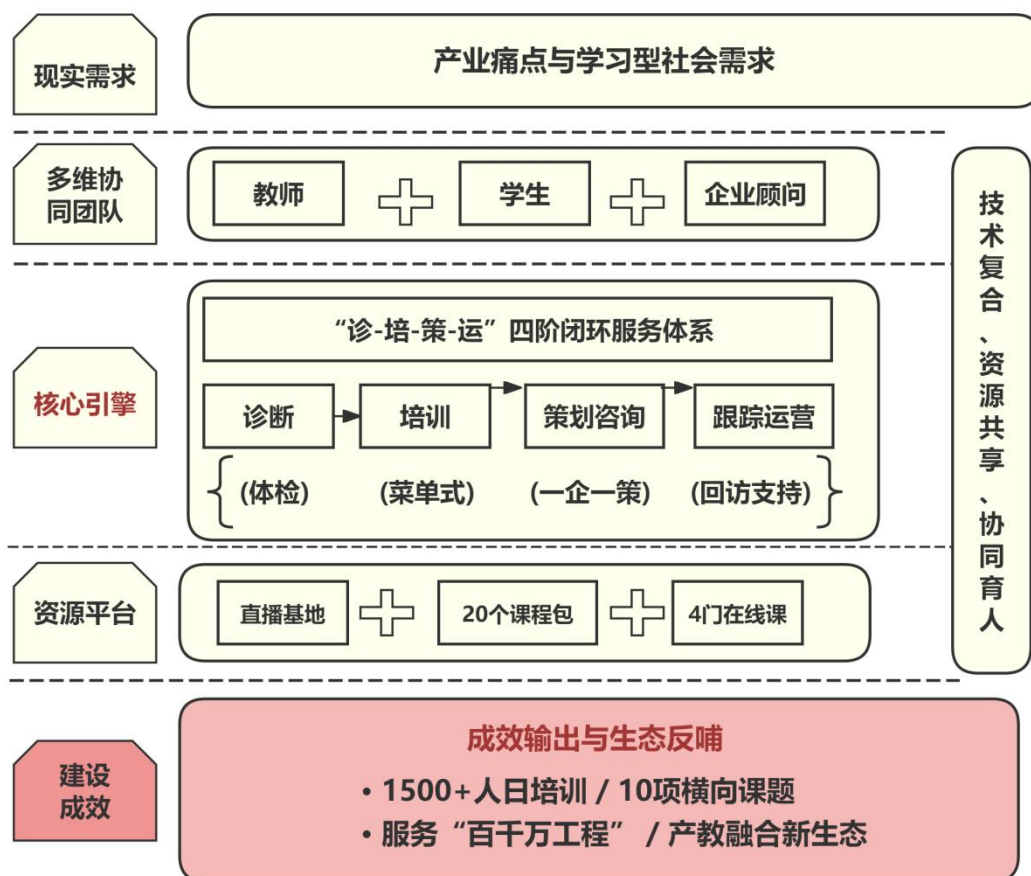 现实需求
产业痛点与学习型社会需求
多维协
同团队
教师
学生
企业顾问
技术复合、资源共享、协同育人
核心引擎
“诊-培-策-运”四阶闭环服务体系
诊断
培训
策划咨询
跟踪运营
(体检)
(菜单式)
(一企一策)
(回访支持)
资源平台
直播基地
20个课程包
4门在线课
建设
成效
成效输出与生态反哺
• 1500+人日培训 / 10项横向课题
• 服务“百千万工程” / 产教融合新生态